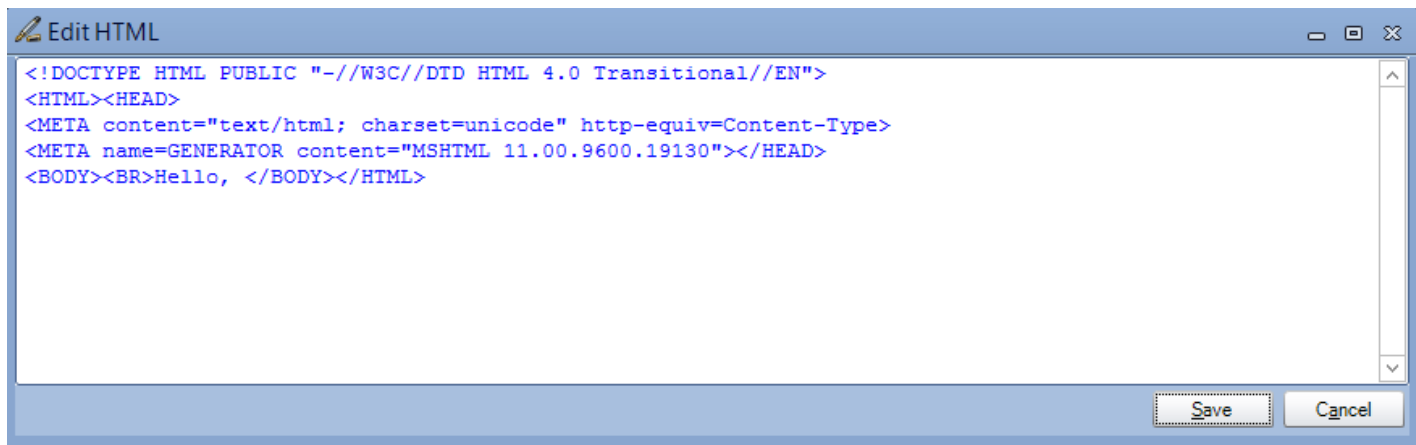 Edit HTML
<!DOCTYPE HTML PUBLIC "-//W3C//DTD HTML 4.0 Transitional//EN">
<HTML><HEAD>
<META content="text/html; charset=unicode" http-equiv=Content-Type>
<META name=GENERATOR content="MSHTML 11.00.9600.19130"></HEAD>
<BODY><BR>Hello, </BODY></HTML>
Save Cancel